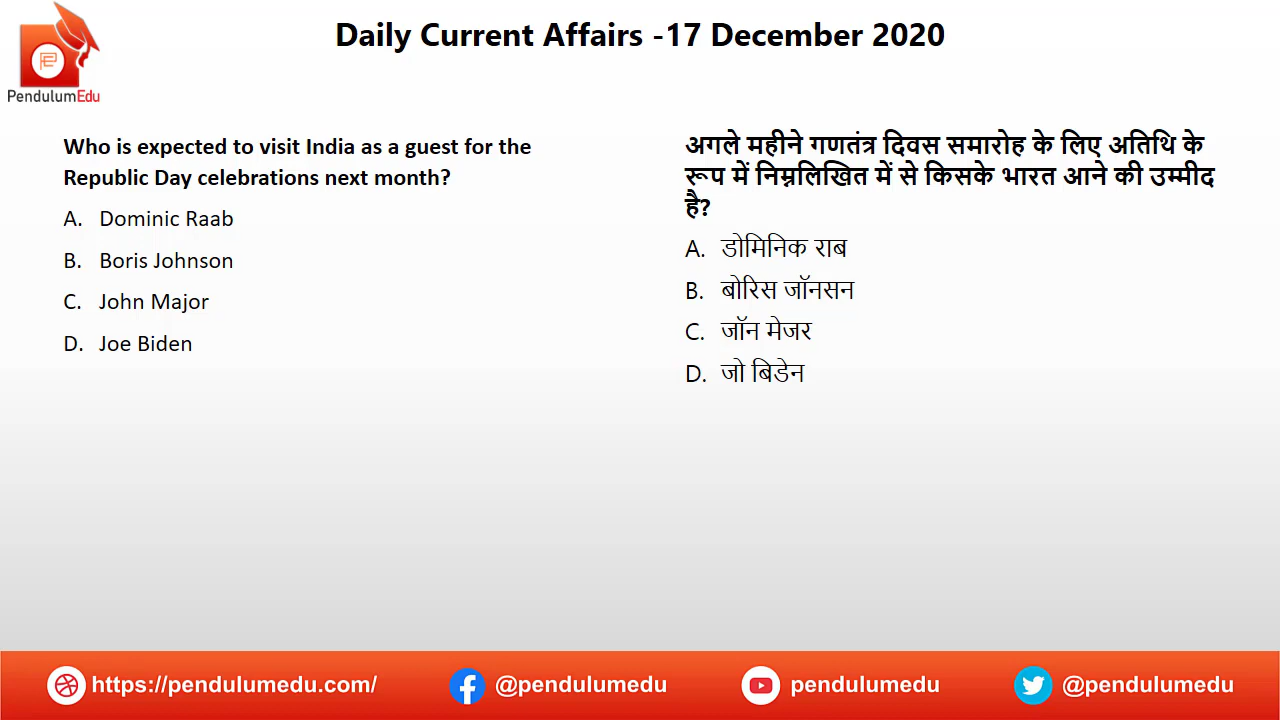 Daily Current Affairs -17 December 2020
PendulumEdu
Who is expected to visit India as a guest for the
Republic Day celebrations next month?
A. Dominic Raab
B. Boris Johnson
C. John Major
D. Joe Biden
अगले महीने गणतंत्र दिवस समारोह के लिए अतिथि के
रूप में निम्नलिखित में से किसके भारत आने की उम्मीद
है?
A. डोमिनिक राब
B. बोरिस जॉनसन
C. जॉन मेजर
D. जो बिडेन
https://pendulumedu.com/ @pendulumedu pendulumedu @pendulumedu